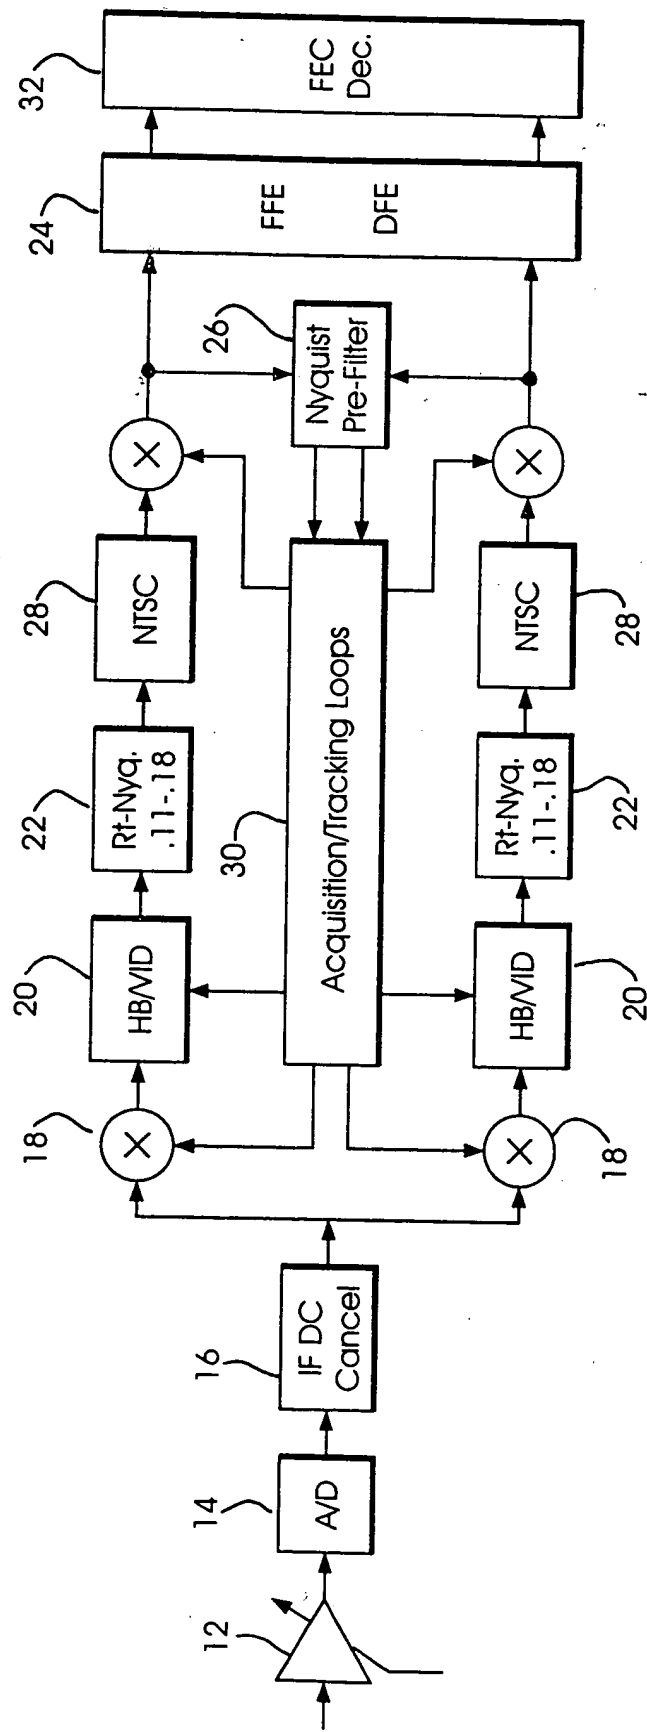 12
14
A/D
16
IF DC
Cancel
18
18
20
HB/VID
20
HB/VID
22
Rt-Nyq.
.11-.18
22
Rt-Nyq.
.11-.18
28
NTSC
28
NTSC
30
Acquisition/Tracking Loops
26
Nyquist
Pre-Filter
24
FFE
DFE
32
FEC
Dec.